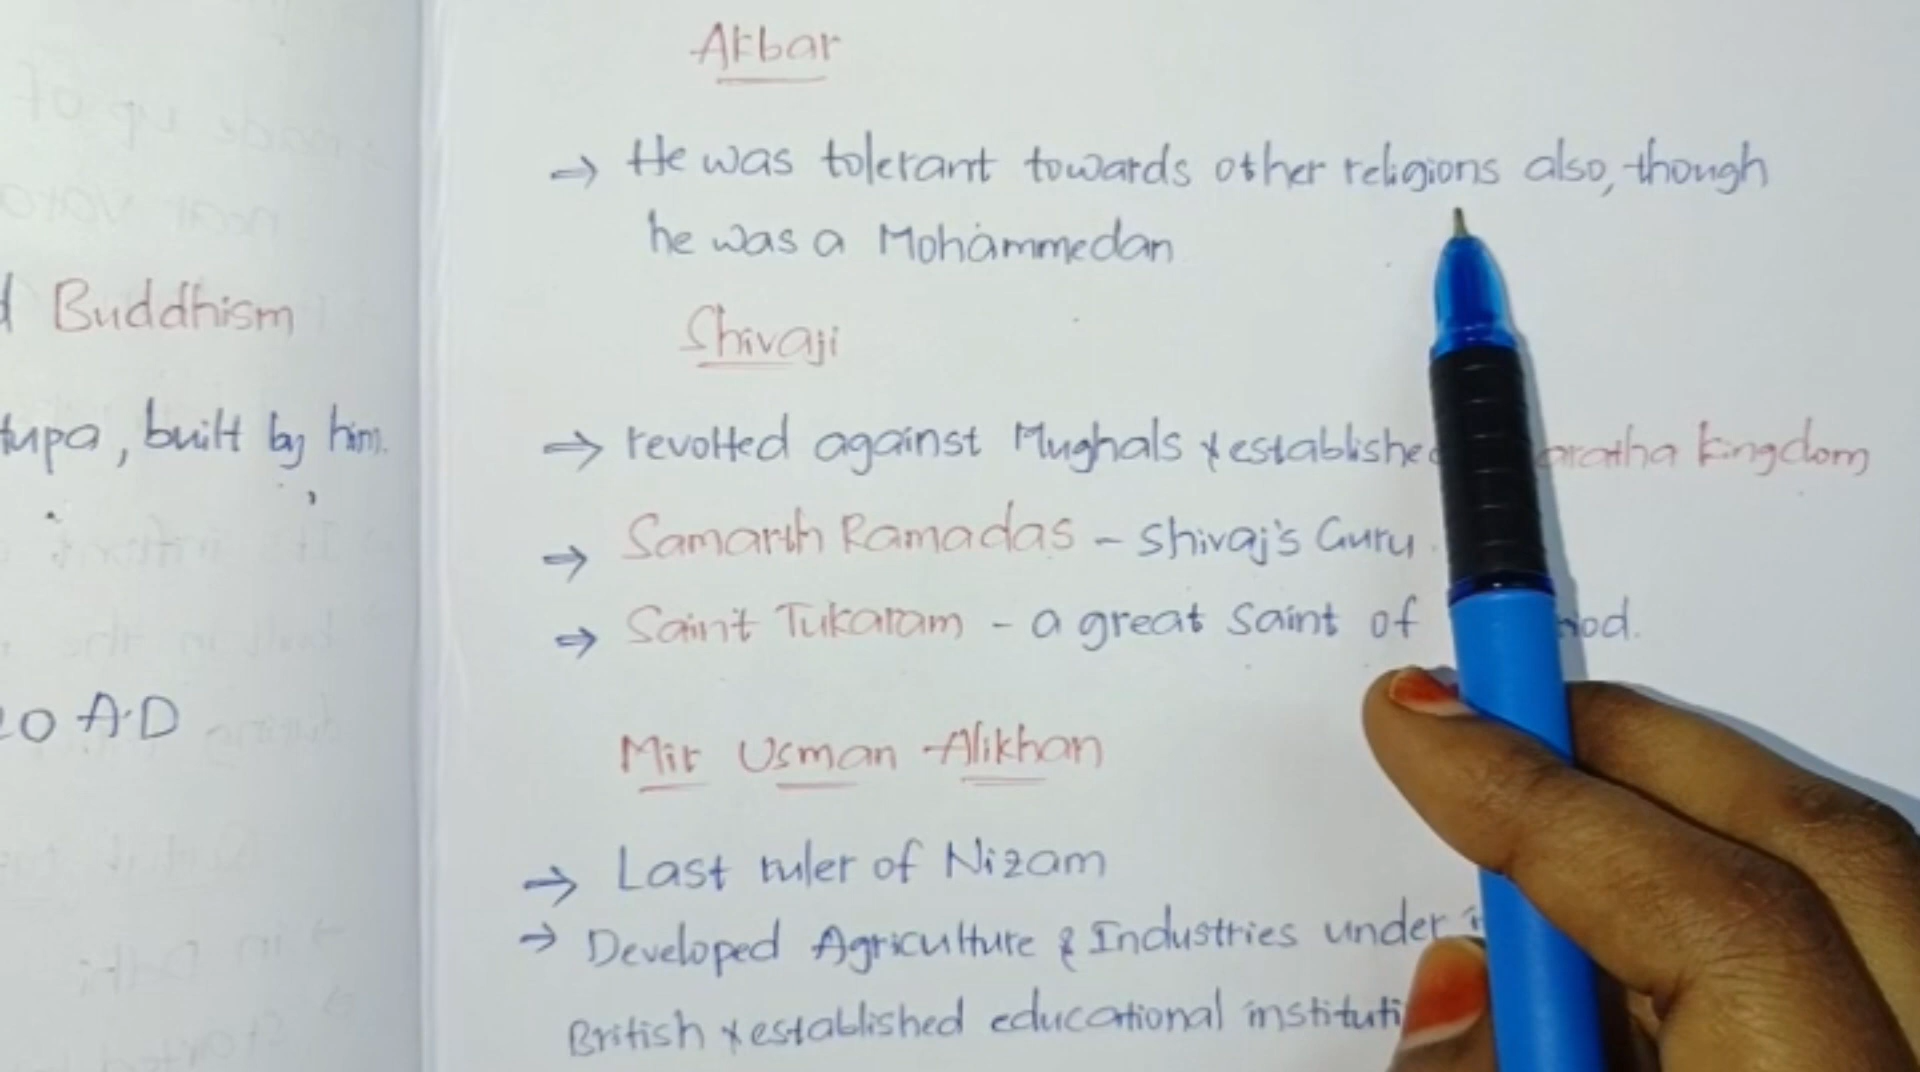 Buddhism
built by him.
A.D
Akbar
→ He was tolerant towards other religions also, though
he was a Mohammedan
Shivaji
⇒ revolted against Mughals & established kingdom
⇒ Samarth Ramadas - Shivaj's Guru.
⇒ Saint Tukaram - a great saint of
Mir Usman Alikhan
→ Last ruler of Nizam
→ Developed Agriculture & Industries under
British & established educational